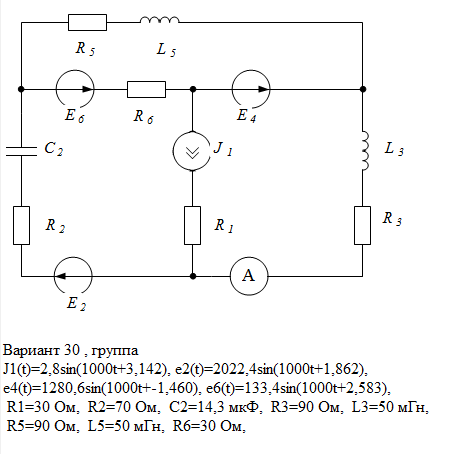 R 5
L 5
E 6
R 6
E 4
C 2
J 1
L 3
R 2
R 1
R 3
A
E 2
Вариант 30 , группа
J1(t)=2,8sin(1000t+3,142), e2(t)=2022,4sin(1000t+1,862),
e4(t)=1280,6sin(1000t+-1,460), e6(t)=133,4sin(1000t+2,583),
R1=30 Ом, R2=70 Ом, C2=14,3 мкФ, R3=90 Ом, L3=50 мГн,
R5=90 Ом, L5=50 мГн, R6=30 Ом,